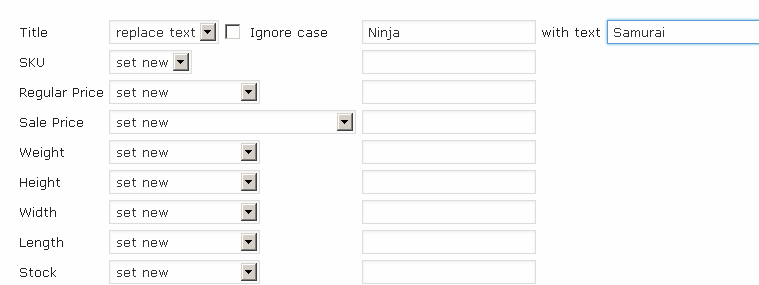 Title replace text Ignore case Ninja with text Samurai
SKU set new
Regular Price set new
Sale Price set new
Weight set new
Height set new
Width set new
Length set new
Stock set new